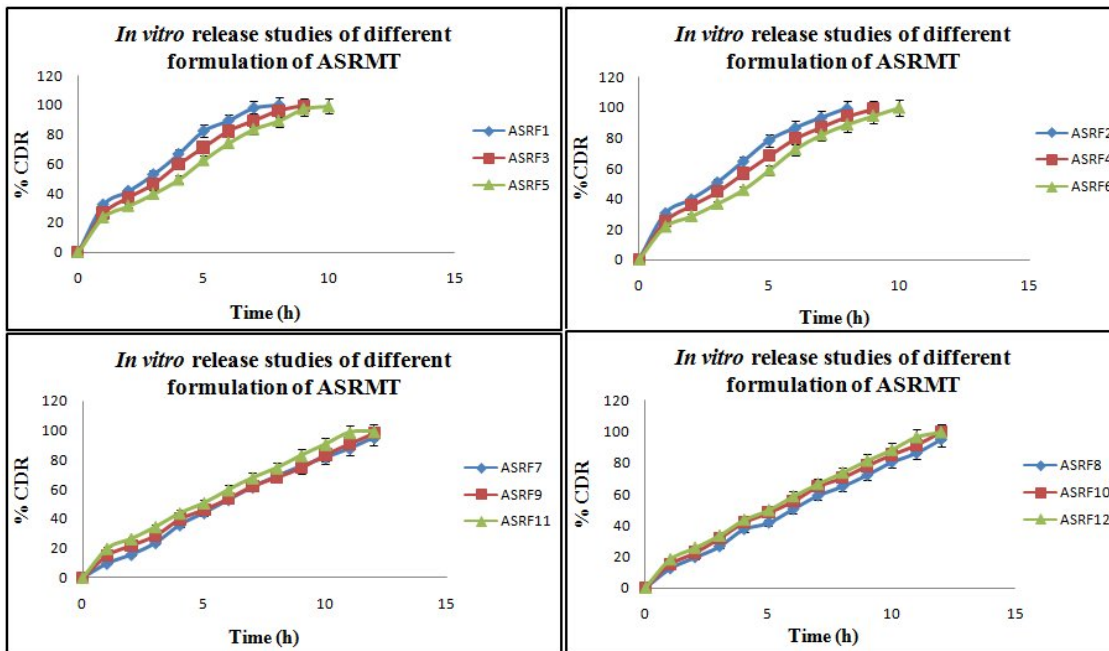 In vitro release studies of different
formulation of ASRMT
120
100
80
60
40
20
0
% CDR
0
5
10
15
Time (h)
ASRF1
ASRF3
ASRF5
In vitro release studies of different
formulation of ASRMT
120
100
80
60
40
20
0
%CDR
0
5
10
15
Time (h)
ASRF2
ASRF4
ASRF6
In vitro release studies of different
formulation of ASRMT
120
100
80
60
40
20
0
% CDR
0
5
10
15
Time (h)
ASRF7
ASRF9
ASRF11
In vitro release studies of different
formulation of ASRMT
120
100
80
60
40
20
0
% CDR
0
5
10
15
Time (h)
ASRF8
ASRF10
ASRF12